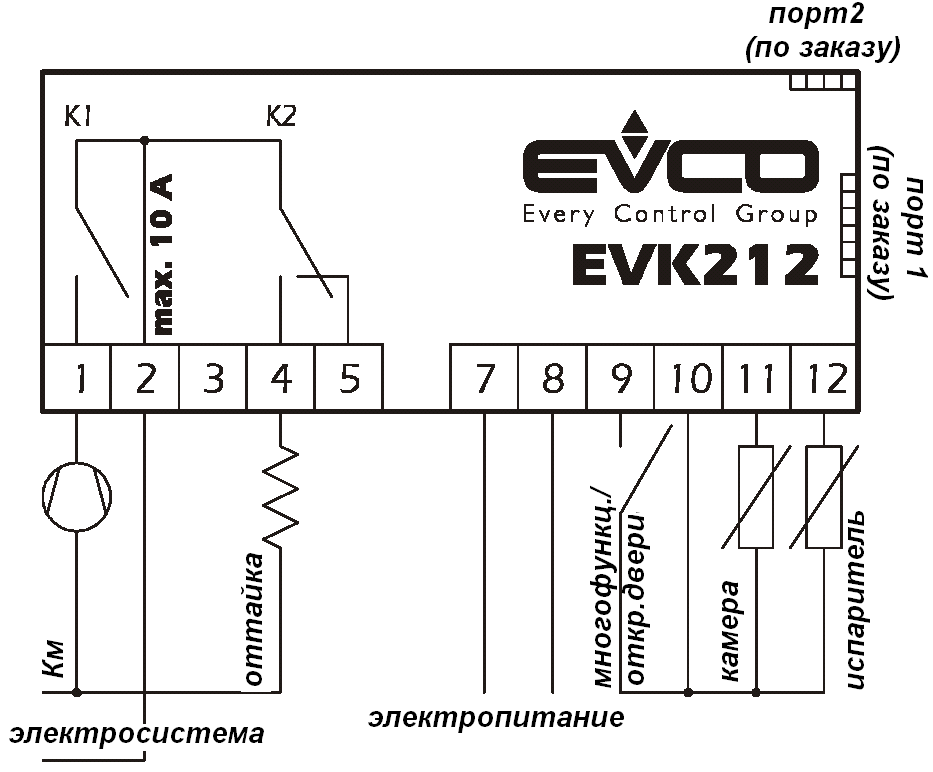 порт2
(по заказу)
K1
K2
max. 10 A
EVCO
Every Control Group
EVK212
порт 1
(по заказу)
1 2 3 4 5 7 8 9 10 11 12
Км
оттайка
многофункц./
откр.двери
камера
испаритель
электропитание
электросистема